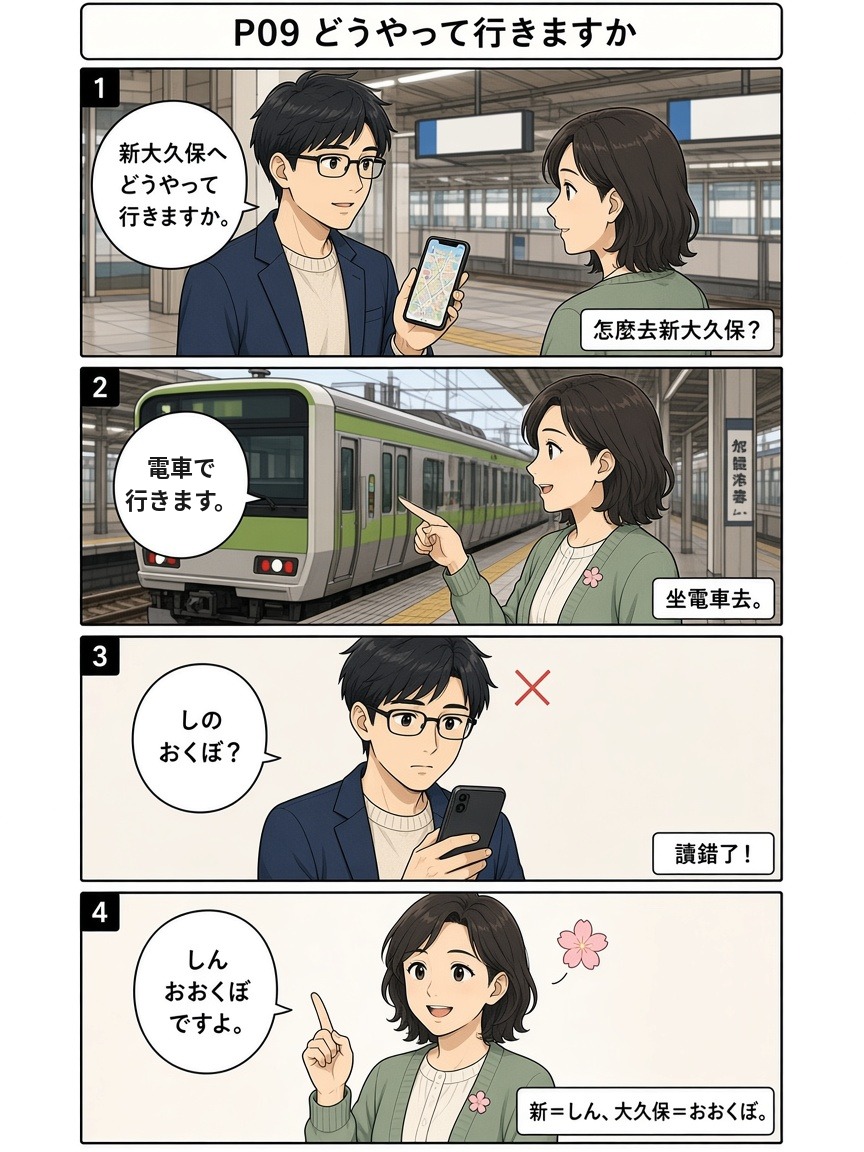 P09 どうやって行きますか
1
新大久保へ
どうやって
行きますか。
怎麼去新大久保？
2
電車で
行きます。
坐電車去。
3
しの
おくぼ？
讀錯了！
4
しん
おおくぼ
ですよ。
新＝しん、大久保＝おおくぼ。